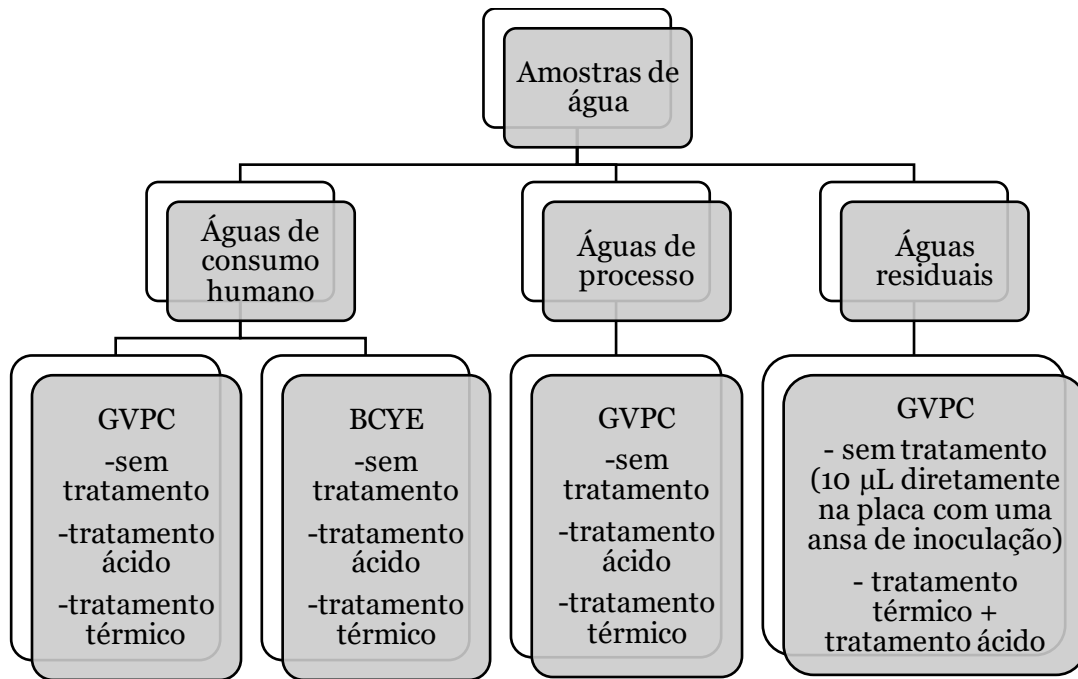 Amostras de
água
Águas de
consumo
humano
Águas de
processo
Águas
residuais
GVPC
-sem
tratamento
-tratamento
ácido
-tratamento
térmico
BCYE
-sem
tratamento
-tratamento
ácido
-tratamento
térmico
GVPC
-sem
tratamento
-tratamento
ácido
-tratamento
térmico
GVPC
- sem tratamento
(10 µL diretamente
na placa com uma
ansa de inoculação)
- tratamento
térmico +
tratamento ácido